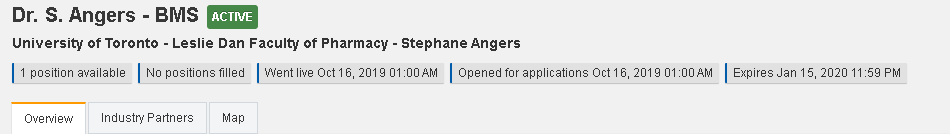 Dr. S. Angers - BMS ACTIVE
University of Toronto - Leslie Dan Faculty of Pharmacy - Stephane Angers
1 position available No positions filled Went live Oct 16, 2019 01:00 AM Opened for applications Oct 16, 2019 01:00 AM Expires Jan 15, 2020 11:59 PM
Overview Industry Partners Map